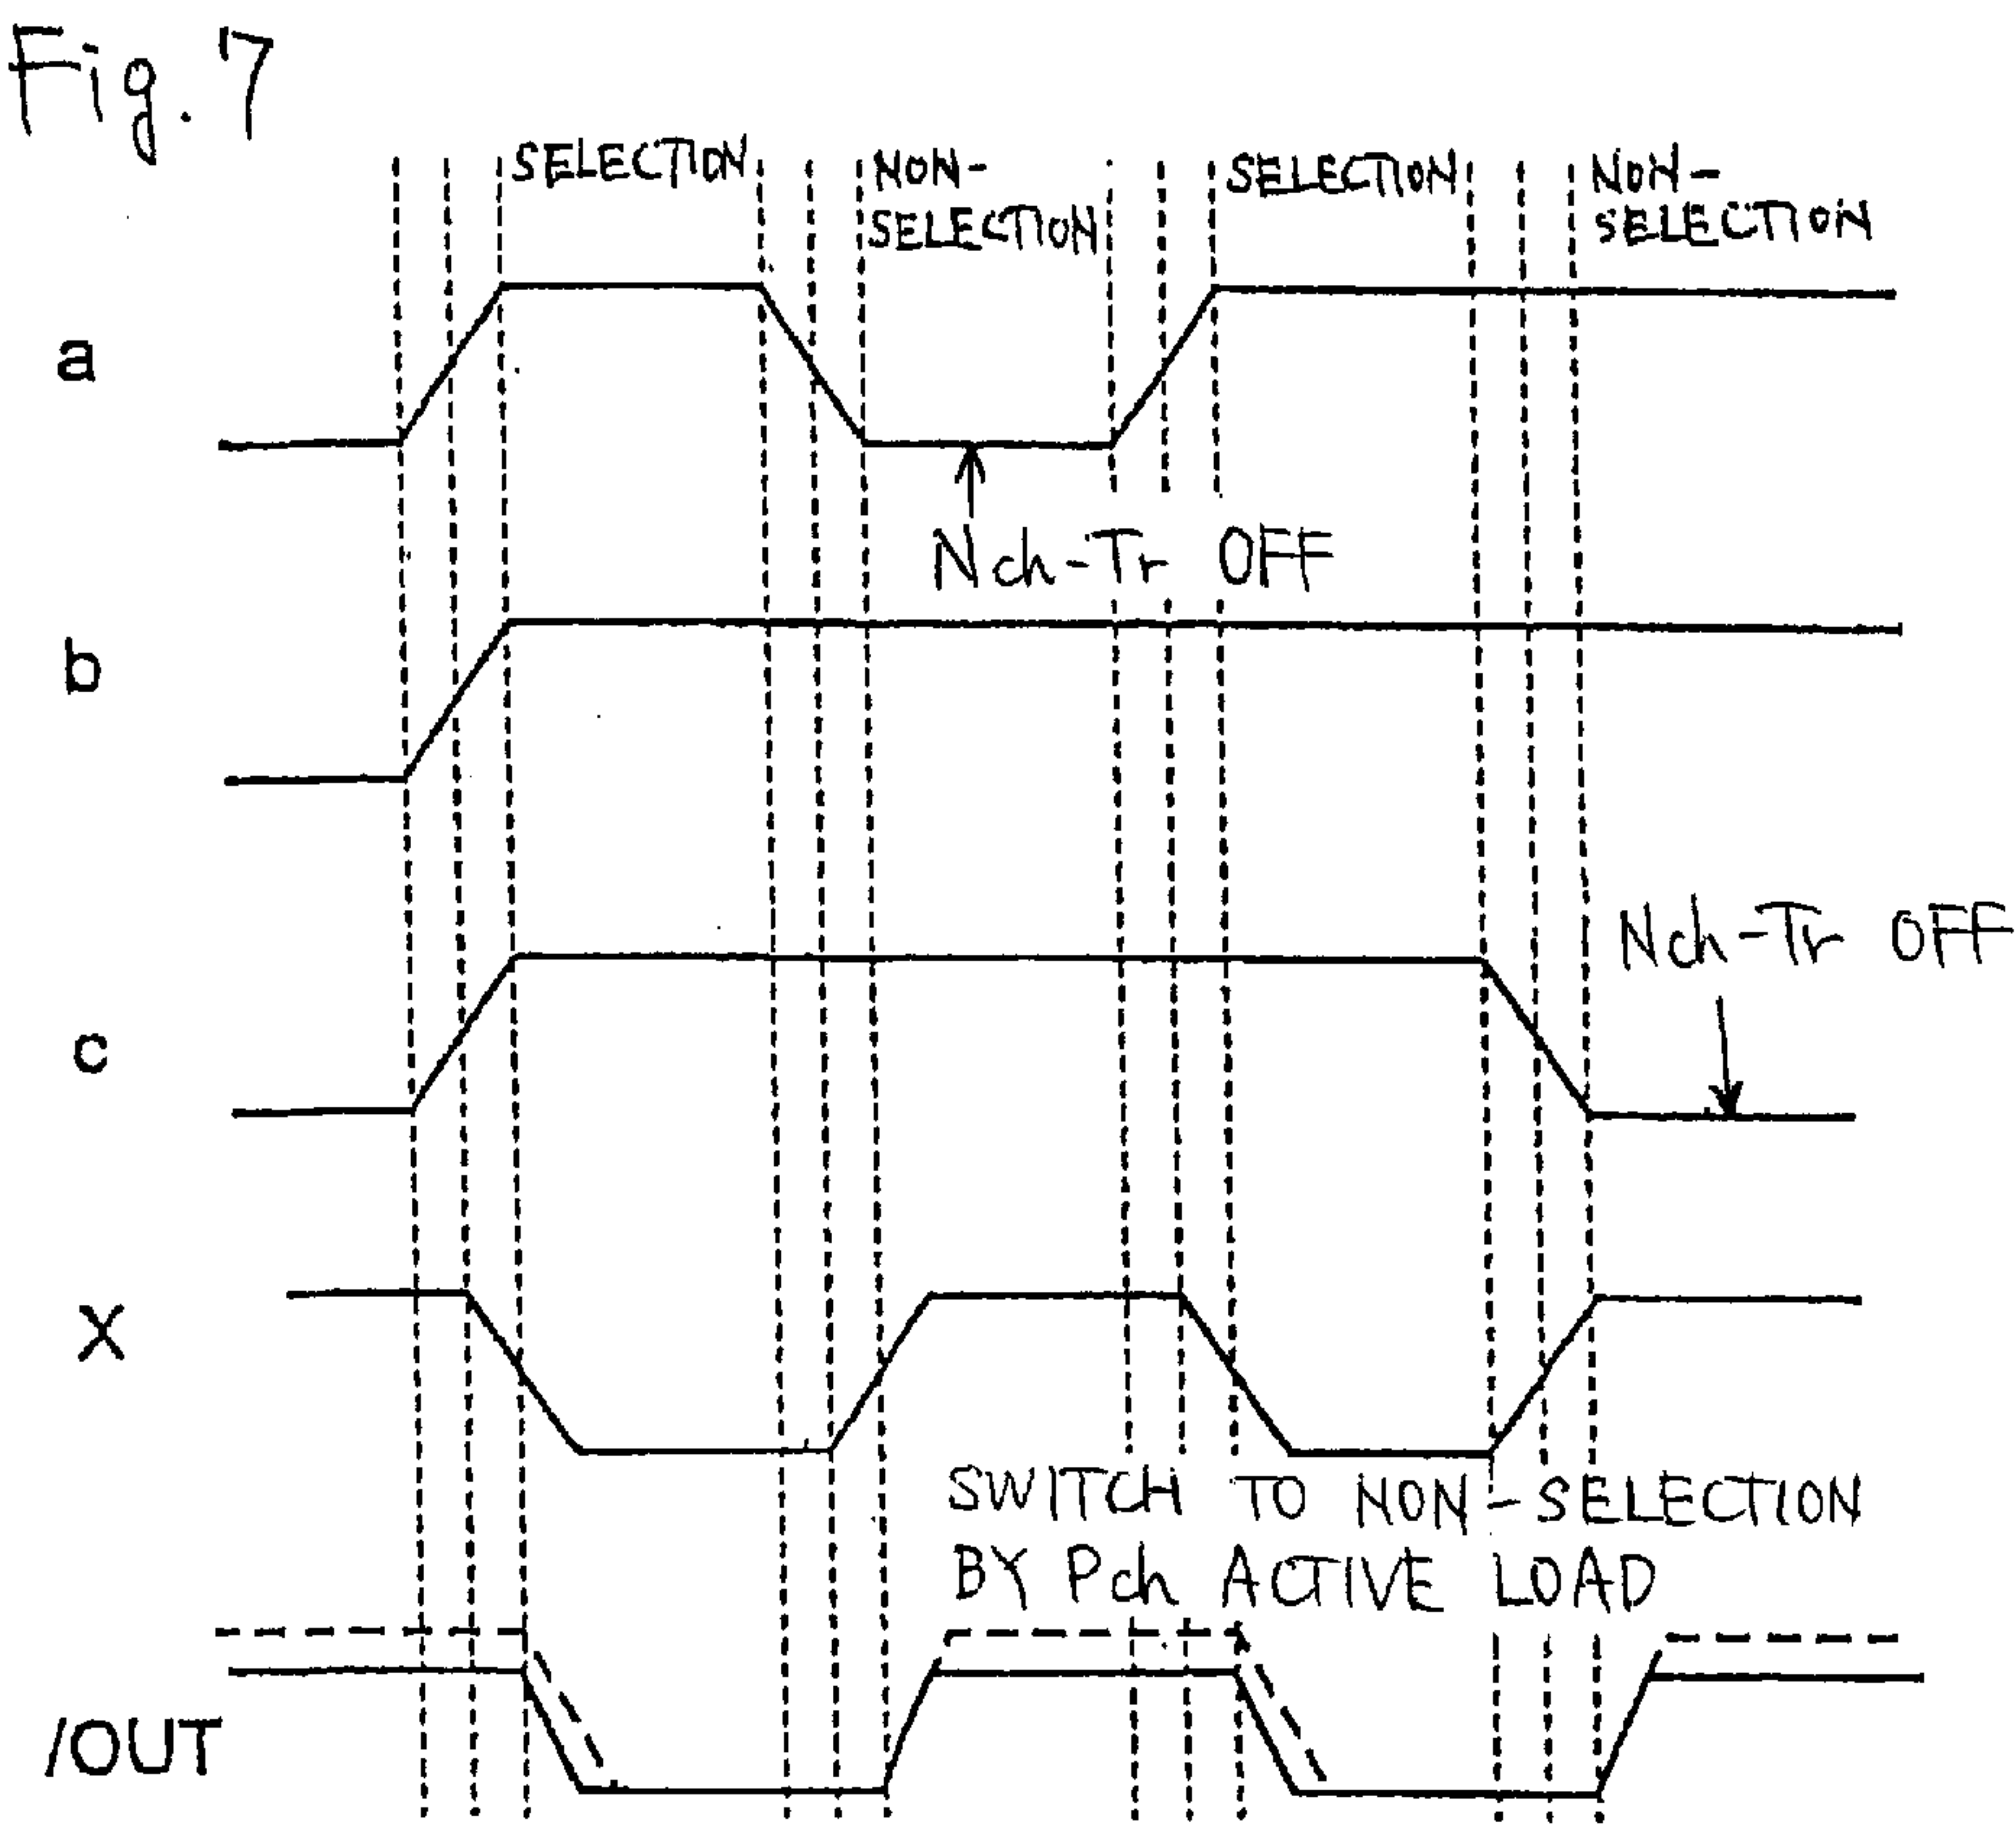 Fig. 7
SELECTION
NON-
SELECTION
SELECTION
NON-
SELECTION
a
Nch-Tr OFF
b
Nch-Tr OFF
c
X
SWITCH TO NON-SELECTION
BY Pch ACTIVE LOAD
/OUT